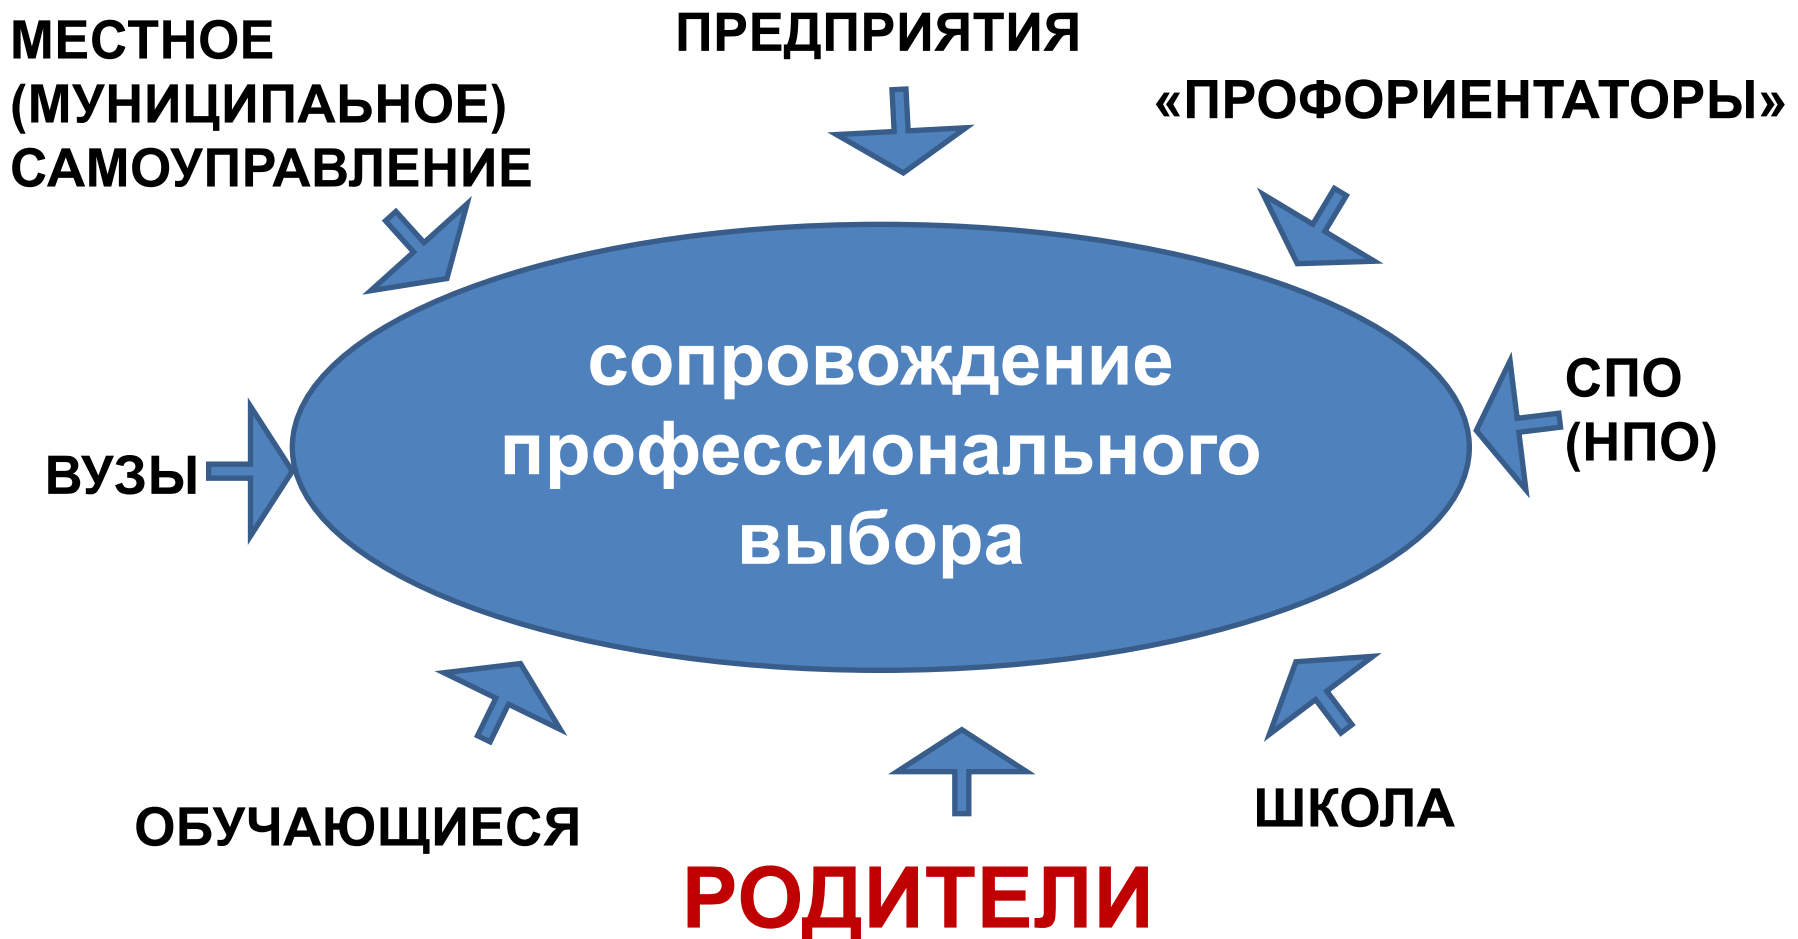 МЕСТНОЕ
(МУНИЦИПАЬНОЕ)
САМОУПРАВЛЕНИЕ
ПРЕДПРИЯТИЯ
«ПРОФОРИЕНТАТОРЫ»
сопровождение
профессионального
выбора
ВУЗЫ
СПО
(НПО)
ОБУЧАЮЩИЕСЯ
РОДИТЕЛИ
ШКОЛА